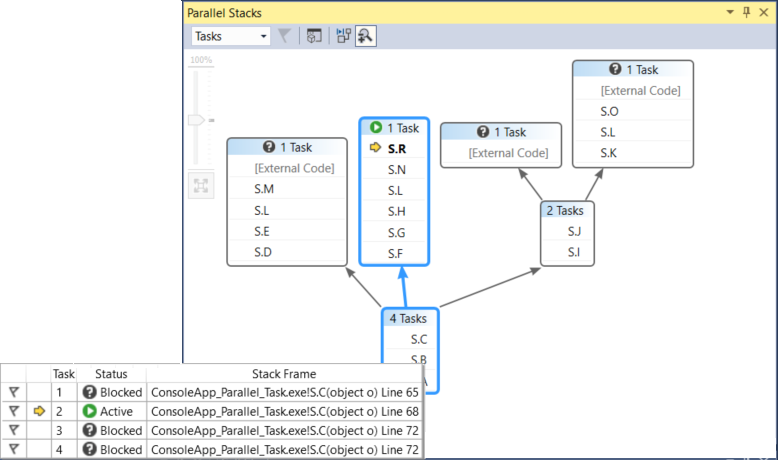 Parallel Stacks
Tasks
100%
1 Task
[External Code]
S.O
S.L
S.K
1 Task
S.R
S.N
S.L
S.H
S.G
S.F
1 Task
[External Code]
1 Task
[External Code]
S.M
S.L
S.E
S.D
2 Tasks
S.J
S.I
4 Tasks
S.C
S.B
Task Status Stack Frame
1 Blocked ConsoleApp_Parallel_Task.exe!S.C(object o) Line 65
2 Active ConsoleApp_Parallel_Task.exe!S.C(object o) Line 68
3 Blocked ConsoleApp_Parallel_Task.exe!S.C(object o) Line 72
4 Blocked ConsoleApp_Parallel_Task.exe!S.C(object o) Line 72